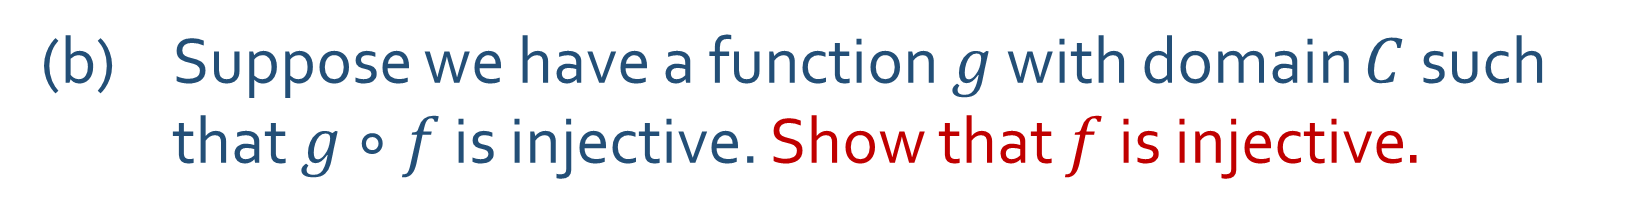 (b) Suppose we have a function g with domain C such
that g ∘ f is injective. Show that f is injective.